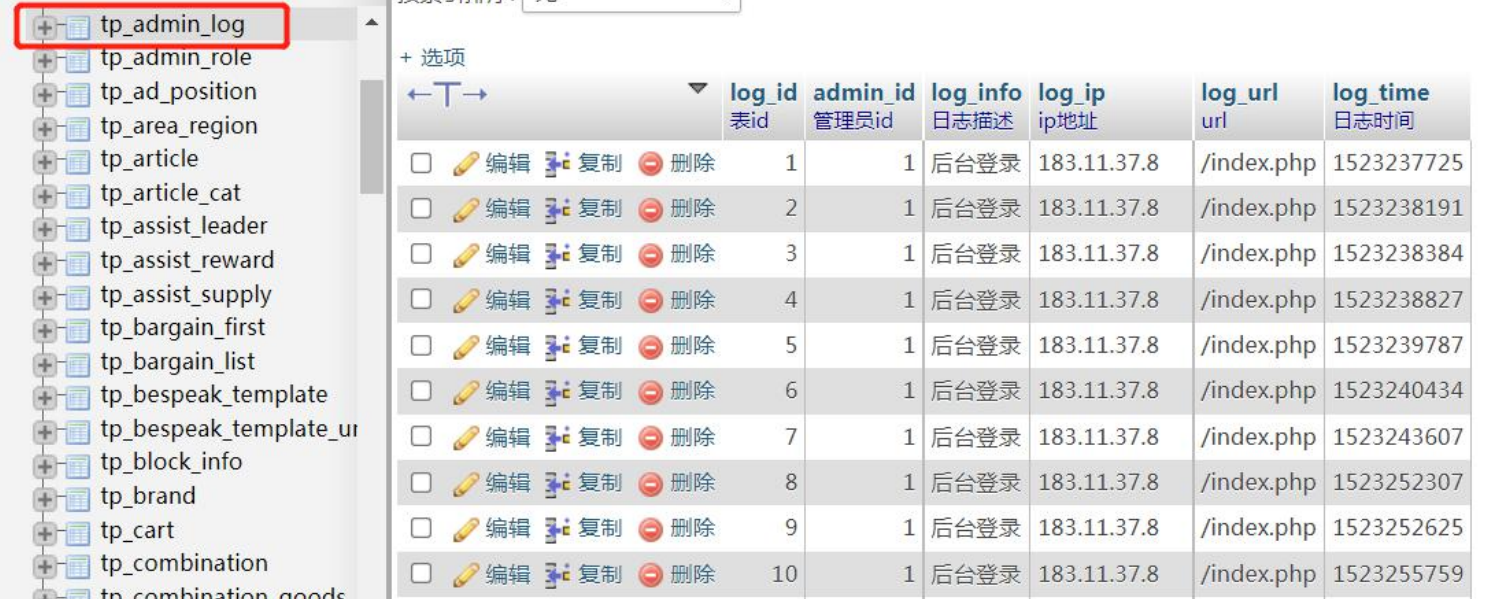 tp_admin_log
tp_admin_role
tp_ad_position
tp_area_region
tp_article
tp_article_cat
tp_assist_leader
tp_assist_reward
tp_assist_supply
tp_bargain_first
tp_bargain_list
tp_bespeak_template
tp_bespeak_template_ur
tp_block_info
tp_brand
tp_cart
tp_combination
tp_combination_goods
+ 选项
←T→ log_id admin_id log_info log_ip log_url log_time
表id 管理员id 日志描述 ip地址 url 日志时间
编辑 复制 删除 1 1 后台登录 183.11.37.8 /index.php 1523237725
编辑 复制 删除 2 1 后台登录 183.11.37.8 /index.php 1523238191
编辑 复制 删除 3 1 后台登录 183.11.37.8 /index.php 1523238384
编辑 复制 删除 4 1 后台登录 183.11.37.8 /index.php 1523238827
编辑 复制 删除 5 1 后台登录 183.11.37.8 /index.php 1523239787
编辑 复制 删除 6 1 后台登录 183.11.37.8 /index.php 1523240434
编辑 复制 删除 7 1 后台登录 183.11.37.8 /index.php 1523243607
编辑 复制 删除 8 1 后台登录 183.11.37.8 /index.php 1523252307
编辑 复制 删除 9 1 后台登录 183.11.37.8 /index.php 1523252625
编辑 复制 删除 10 1 后台登录 183.11.37.8 /index.php 1523255759